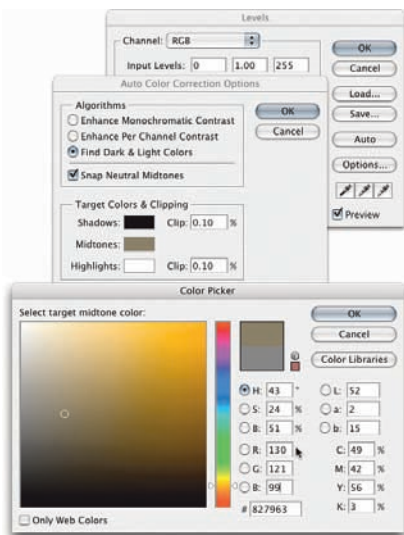 Levels
Channel: RGB
Input Levels: 0 1.00 255
OK
Cancel
Load...
Save...
Auto
Options...
Preview
Auto Color Correction Options
Algorithms
Enhance Monochromatic Contrast
Enhance Per Channel Contrast
Find Dark & Light Colors
Snap Neutral Midtones
OK
Cancel
Target Colors & Clipping
Shadows: Clip: 0.10 %
Midtones:
Highlights: Clip: 0.10 %
Color Picker
Select target midtone color:
OK
Cancel
Color Libraries
H: 43 °
S: 24 %
B: 51 %
R: 130
G: 121
B: 99
# 827963
L: 52
a: 2
b: 15
C: 49 %
M: 42 %
Y: 56 %
K: 3 %
Only Web Colors